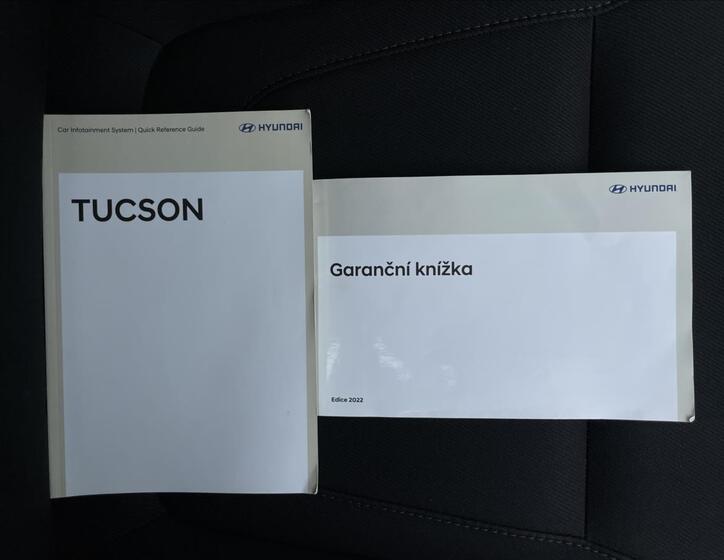 Car Infotainment System | Quick Reference Guide
HYUNDAI
TUCSON
HYUNDAI
Garanční knížka
Edice 2022